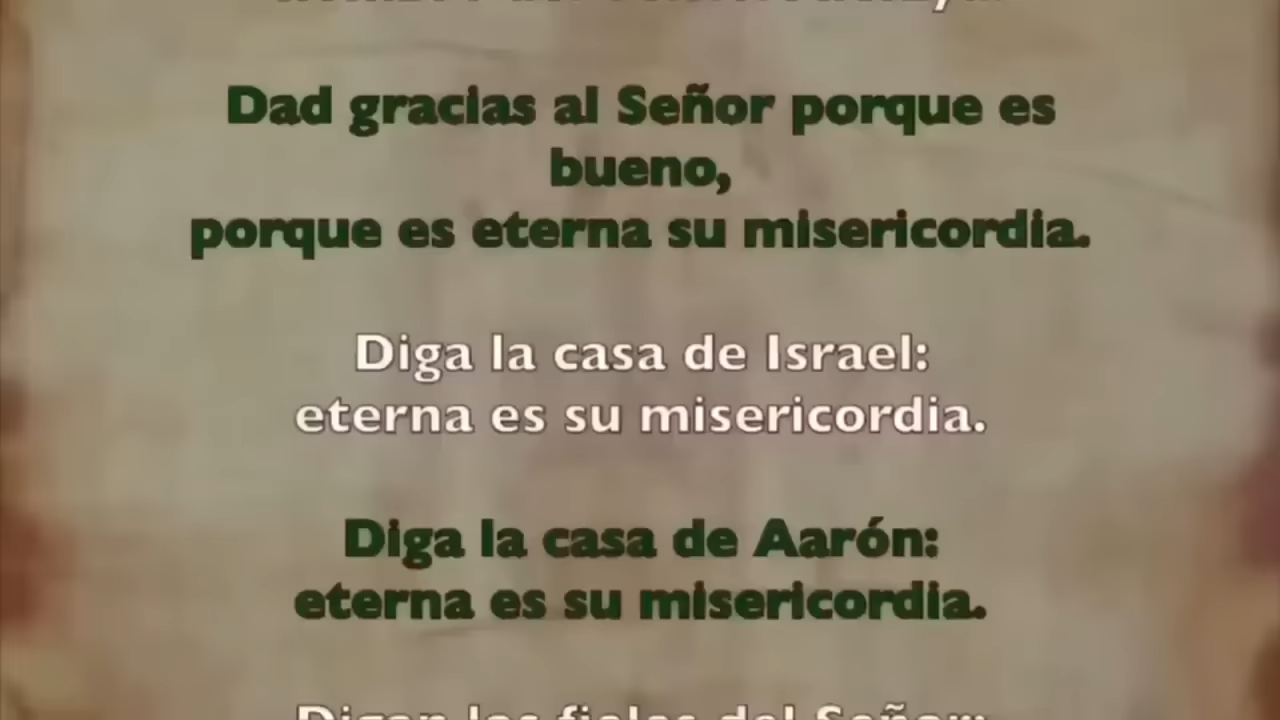 Dad gracias al Señor porque es
bueno,
porque es eterna su misericordia.
Diga la casa de Israel:
eterna es su misericordia.
Diga la casa de Aarón:
eterna es su misericordia.
Digan los fieles del Señor: